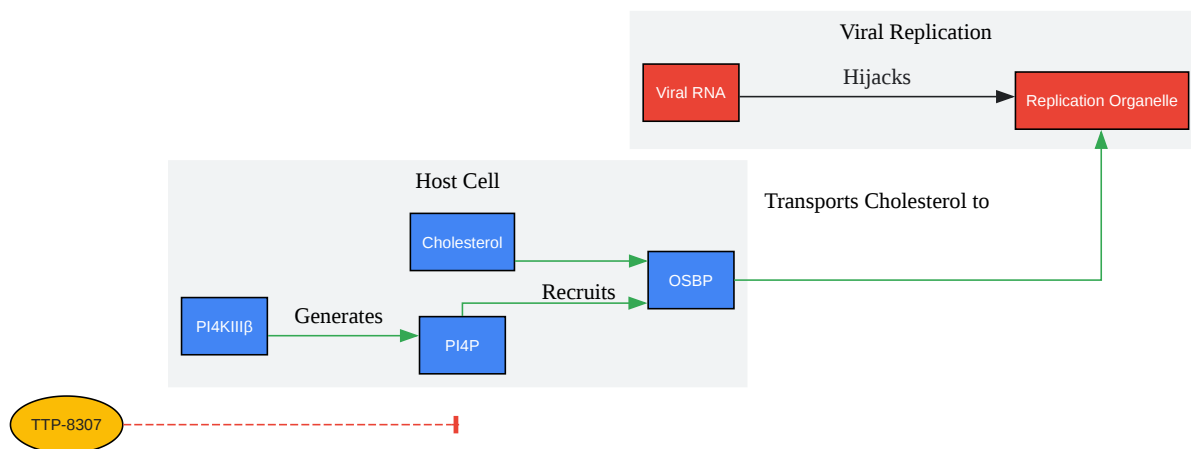 Viral Replication
Viral RNA
Hijacks
Replication Organelle
Host Cell
Cholesterol
Transports Cholesterol to
OSBP
Recruits
PI4KIIIβ
Generates
PI4P
TTP-8307